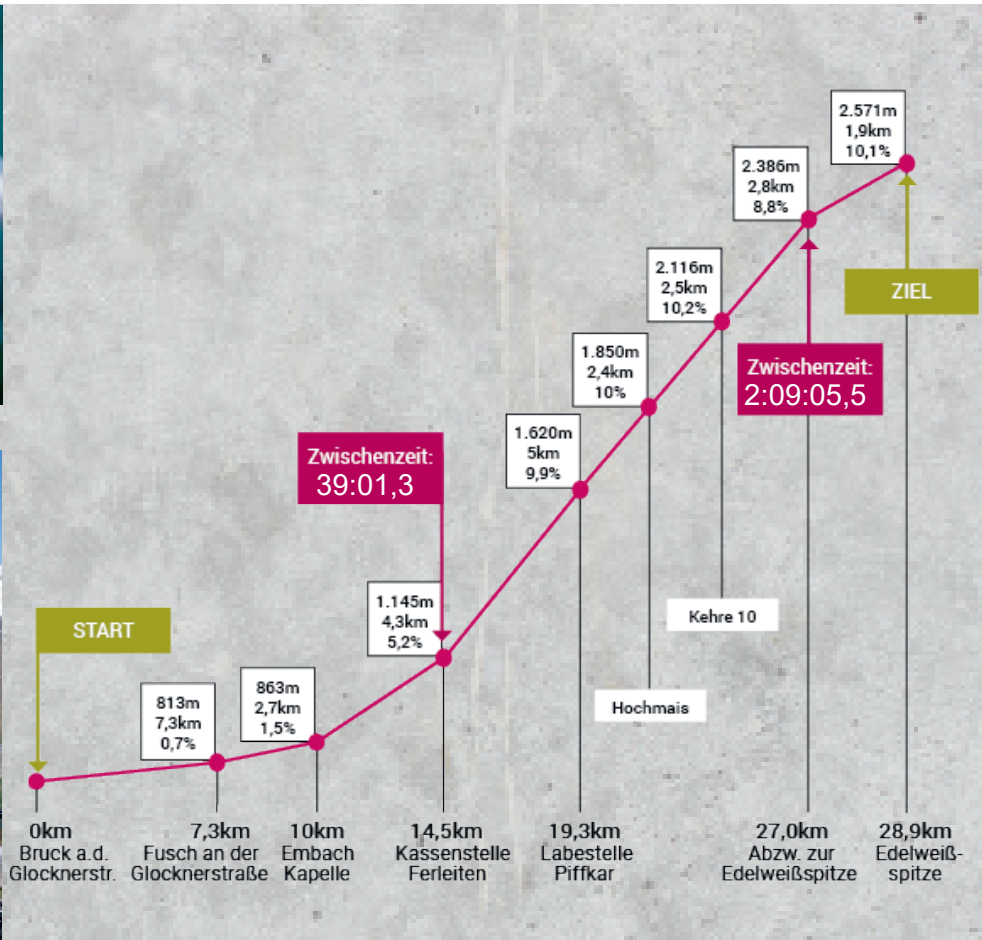 2.571m
1,9km
10,1%
2.386m
2,8km
8,8%
2.116m
2,5km
10,2%
ZIEL
1.850m
2,4km
10%
Zwischenzeit:
2:09:05,5
1.620m
5km
9,9%
Zwischenzeit:
39:01,3
1.145m
4,3km
5,2%
Kehre 10
START
863m
2,7km
1,5%
813m
7,3km
0,7%
Hochmais
0km
Bruck a.d.
Glocknerstr.
7,3km
Fusch an der
Glocknerstraße
10km
Embach
Kapelle
14,5km
Kassenstelle
Ferleiten
19,3km
Labestelle
Piffkar
27,0km
Abzw. zur
Edelweißspitze
28,9km
Edelweiß-
spitze